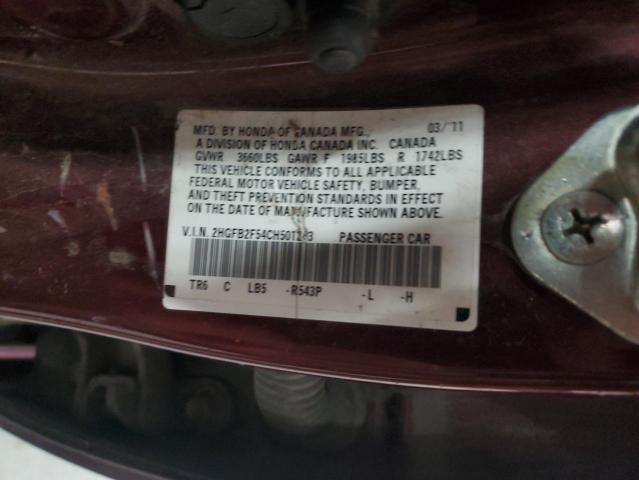 MFD. BY HONDA OF CANADA MFG., 03/11
A DIVISION OF HONDA CANADA INC. CANADA
GVWR 3660LBS GAWR F 1985LBS R 1742LBS
THIS VEHICLE CONFORMS TO ALL APPLICABLE
FEDERAL MOTOR VEHICLE SAFETY, BUMPER,
AND THEFT PREVENTION STANDARDS IN EFFECT
ON THE DATE OF MANUFACTURE SHOWN ABOVE.
V.I.N. PASSENGER CAR
TR6 C LB5 -R543P -L -H